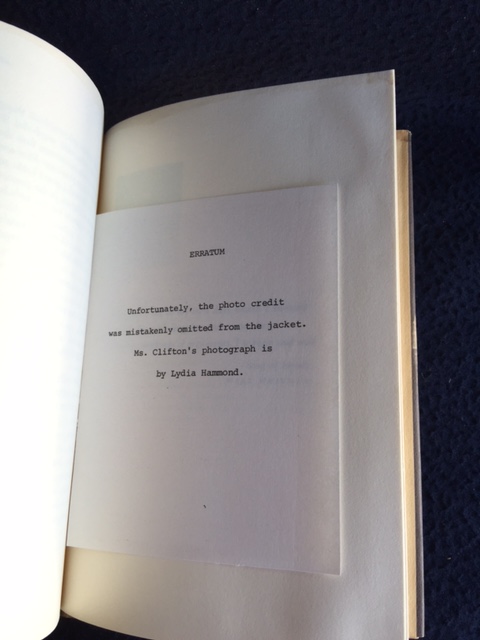 ERRATUM
Unfortunately, the photo credit
was mistakenly omitted from the jacket.
Ms. Clifton's photograph is
by Lydia Hammond.